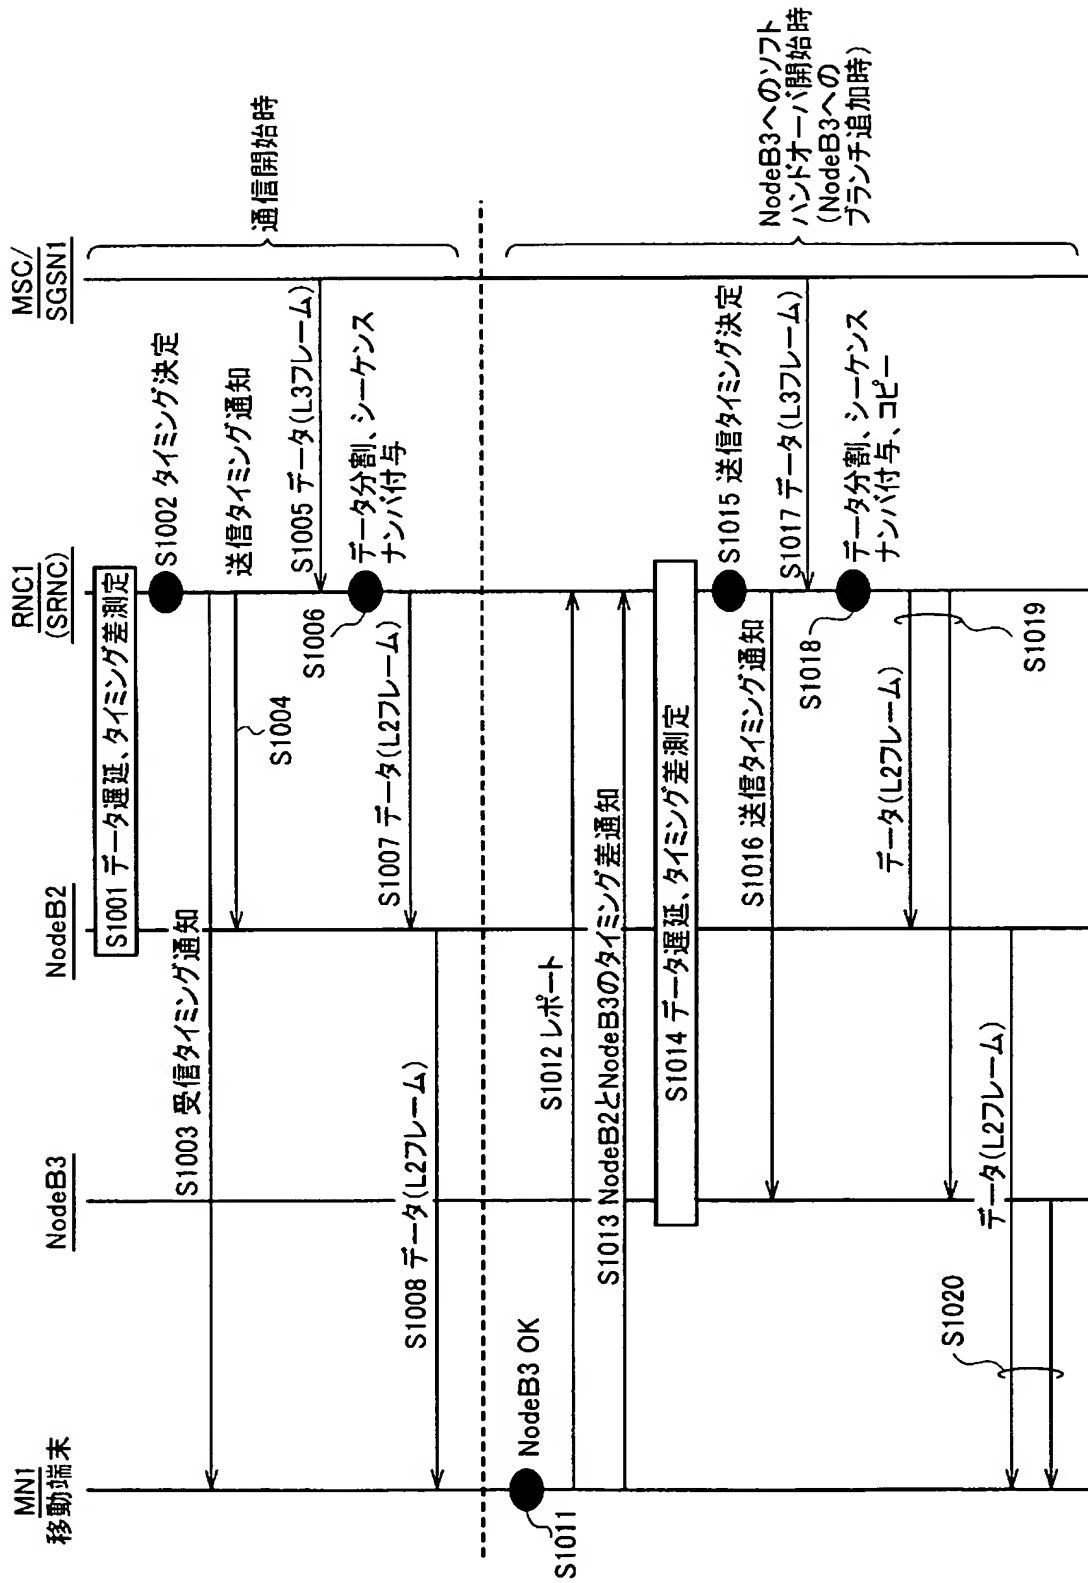 MN1
移動端末
NodeB3
NodeB2
RNC1
(SRNC)
MSC/
SGSN1
S1001 データ遅延、タイミング差測定
S1002 タイミング決定
S1003 受信タイミング通知
送信タイミング通知
S1004
S1005 データ(L3フレーム)
S1006
データ分割、シーケンス
ナンバ付与
S1007 データ(L2フレーム)
S1008 データ(L2フレーム)
通信開始時
S1011
NodeB3 OK
S1012 レポート
S1013 NodeB2とNodeB3のタイミング差通知
S1014 データ遅延、タイミング差測定
S1015 送信タイミング決定
S1016 送信タイミング通知
S1017 データ(L3フレーム)
S1018
データ分割、シーケンス
ナンバ付与、コピー
データ(L2フレーム)
S1019
データ(L2フレーム)
S1020
NodeB3へのソフト
ハンドオーバ開始時
(NodeB3への
ブランチ追加時)